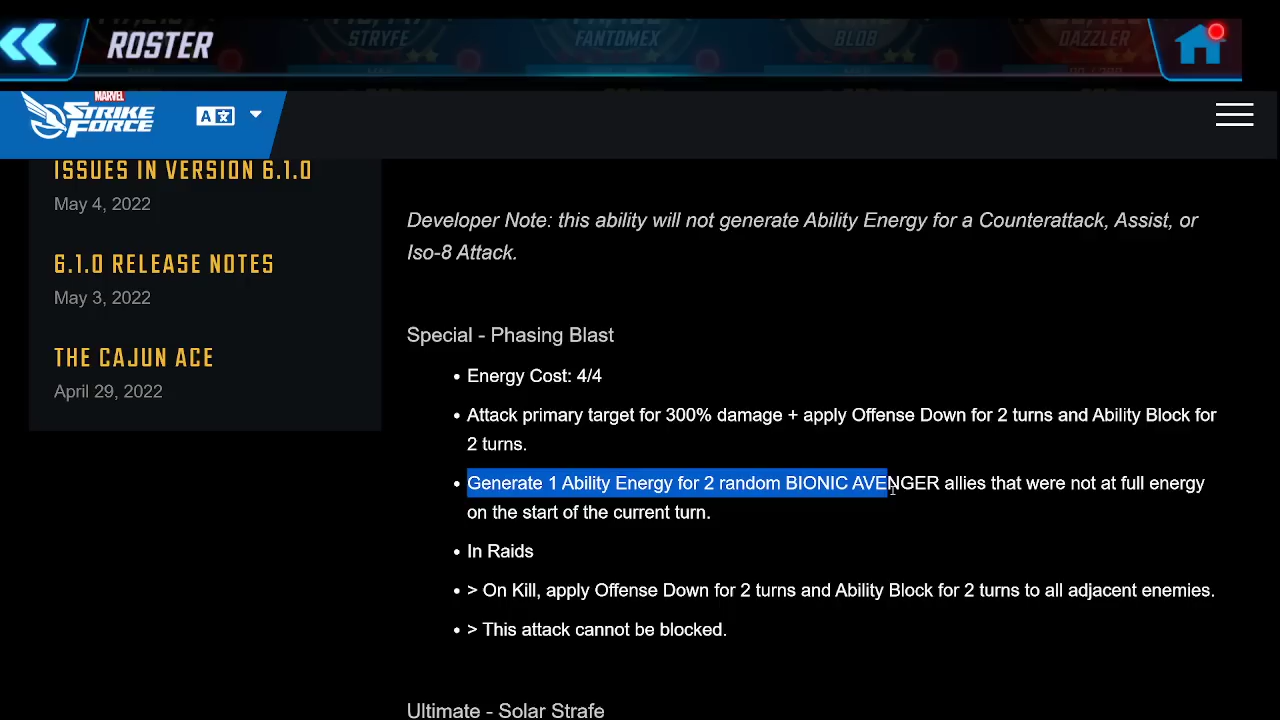 ROSTER
STRYFE
FANTOMEX
BLOB
DAZZLER
MARVEL
STRIKE
FORCE
A
ISSUES IN VERSION 6.1.0
May 4, 2022
6.1.0 RELEASE NOTES
May 3, 2022
THE CAJUN ACE
April 29, 2022
Developer Note: this ability will not generate Ability Energy for a Counterattack, Assist, or
Iso-8 Attack.
Special - Phasing Blast
• Energy Cost: 4/4
• Attack primary target for 300% damage + apply Offense Down for 2 turns and Ability Block for
2 turns.
• Generate 1 Ability Energy for 2 random BIONIC AVENGER allies that were not at full energy
on the start of the current turn.
• In Raids
• > On Kill, apply Offense Down for 2 turns and Ability Block for 2 turns to all adjacent enemies.
• > This attack cannot be blocked.
Ultimate - Solar Strafe